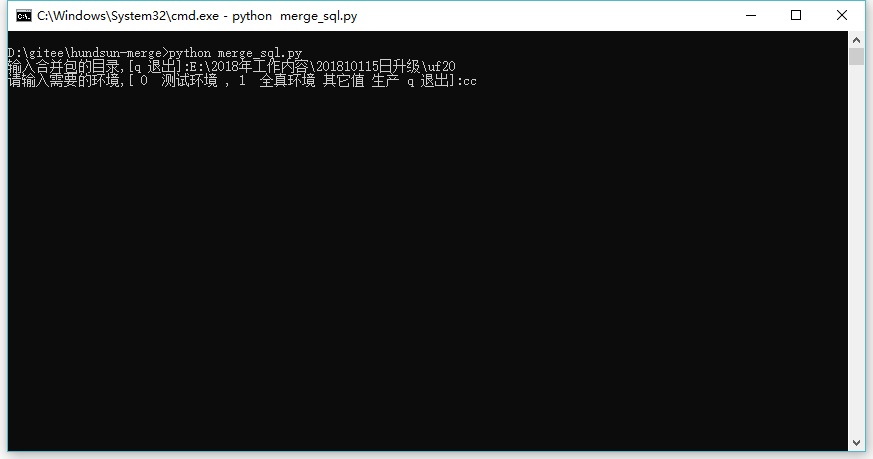 C:\Windows\System32\cmd.exe - python  merge_sql.py
D:\gitee\hundsun-merge>python merge_sql.py
输入合并包的目录,[q 退出]:E:\2018年工作内容\201810115日升级\uf20
请输入需要的环境,[ 0  测试环境 , 1  全真环境 其它值 生产 q 退出]:cc